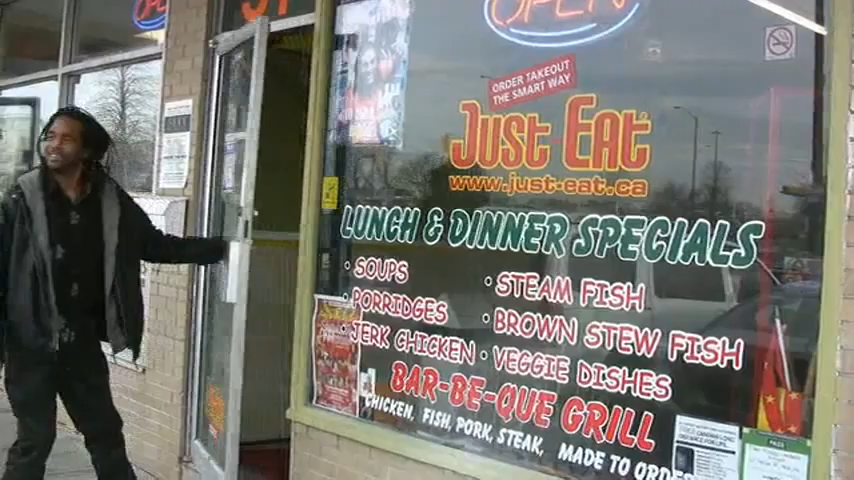 OPEN
ORDER TAKEOUT
THE SMART WAY
JUST-EAT
www.just-eat.ca
LUNCH & DINNER SPECIALS
• SOUPS
• PORRIDGES
• JERK CHICKEN
• STEAM FISH
• BROWN STEW FISH
• VEGGIE DISHES
BAR-BE-QUE GRILL
CHICKEN, FISH, PORK, STEAK, MADE TO ORDER